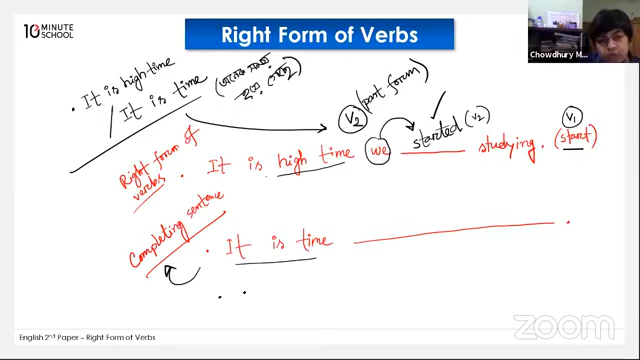 10 MINUTE SCHOOL
Right Form of Verbs
Chowdhury M...
• It is high time
/ It is time
V2 (past form)
started (V2)
V1
Right form of verbs • It is high time we ______ studying. (start)
Completing sentence • It is time ______.
English 2nd Paper – Right Form of Verbs
zoom